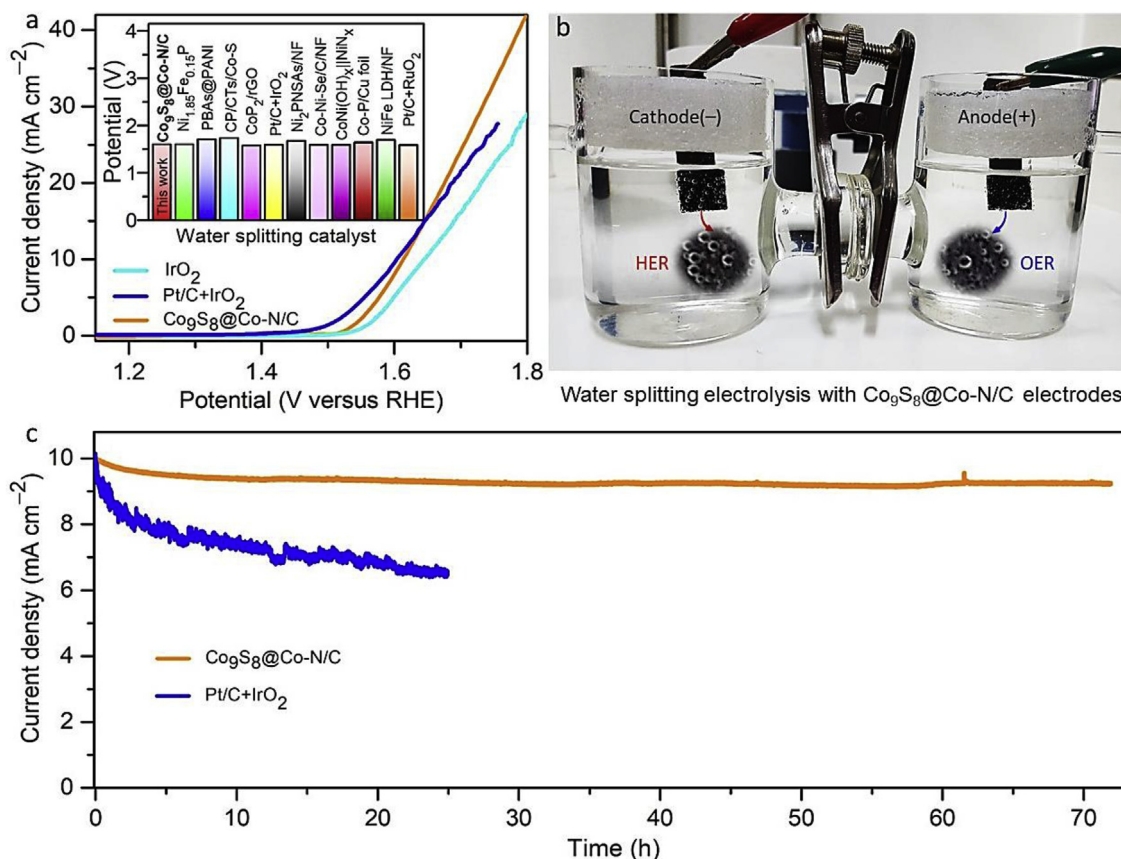 a
Current density (mA cm⁻²)
40
30
20
10
0
1.2
1.4
1.6
1.8
Potential (V versus RHE)
Potential (V)
4
3
2
1
0
Co₉S₈@Co-N/C
Ni₁.₈₅Fe₀.₁₅P
PBAs@PANI
CP/CTs/Co-S
CoP₂/rGO
Pt/C+IrO₂
Ni₂PNSAs/NF
Co-Ni-Se/C/NF
CoNi(OH)ₓ||NiNₓ
Co-P/Cu foil
NiFe LDH/NF
Pt/C+RuO₂
This work
Water splitting catalyst
IrO₂
Pt/C+IrO₂
Co₉S₈@Co-N/C
b
Cathode(–)
Anode(+)
HER
OER
Water splitting electrolysis with Co₉S₈@Co-N/C electrodes
c
Current densty (mA cm⁻²)
10
8
6
4
2
0
Co₉S₈@Co-N/C
Pt/C+IrO₂
0
10
20
30
40
50
60
70
Time (h)